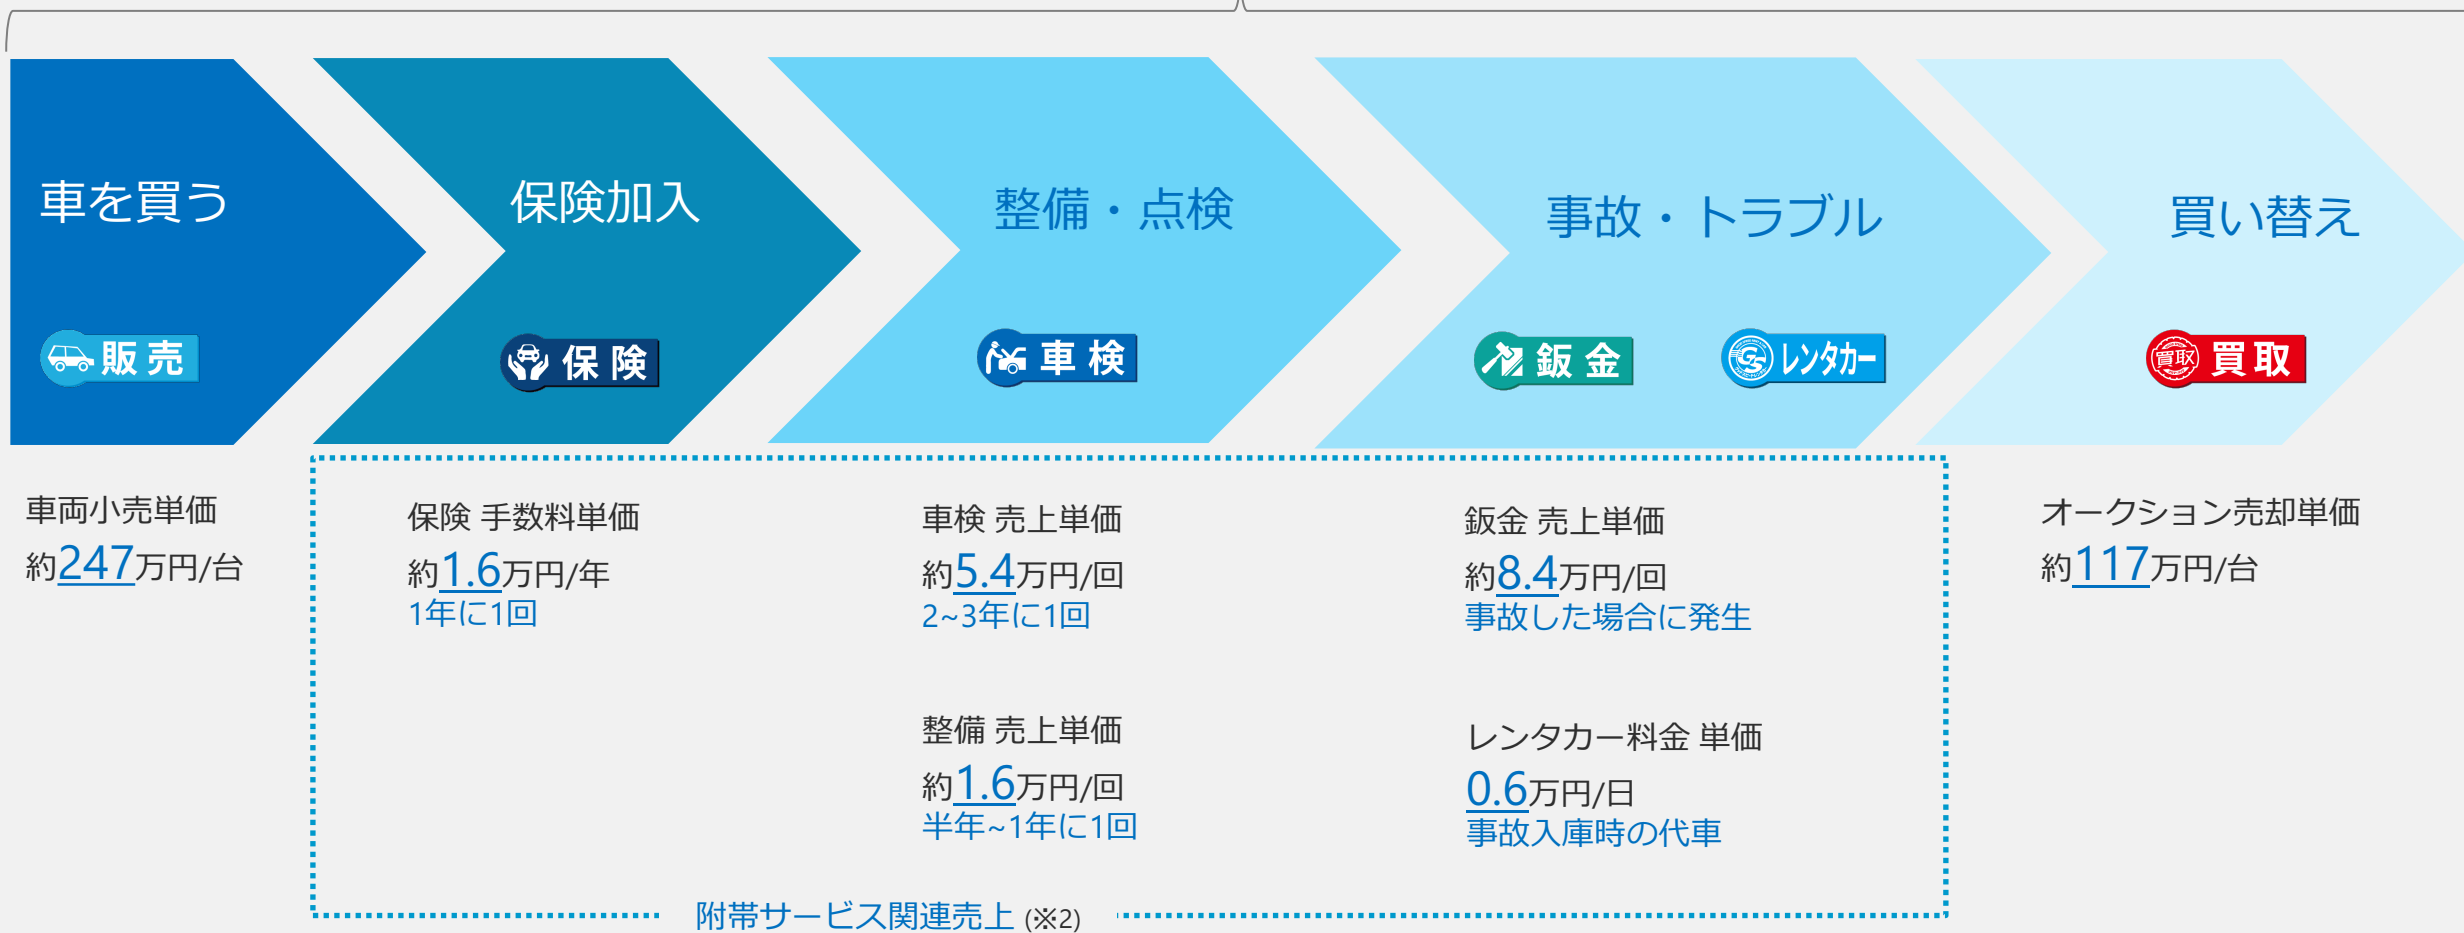 車を買う
販売
保険加入
保険
整備・点検
車検
事故・トラブル
鈑金
レンタカー
買い替え
買取
買取
車両小売単価
約247万円/台
保険 手数料単価
約1.6万円/年
1年に1回
車検 売上単価
約5.4万円/回
2~3年に1回
整備 売上単価
約1.6万円/回
半年~1年に1回
鈑金 売上単価
約8.4万円/回
事故した場合に発生
レンタカー料金 単価
0.6万円/日
事故入庫時の代車
オークション売却単価
約117万円/台
附帯サービス関連売上 (※2)